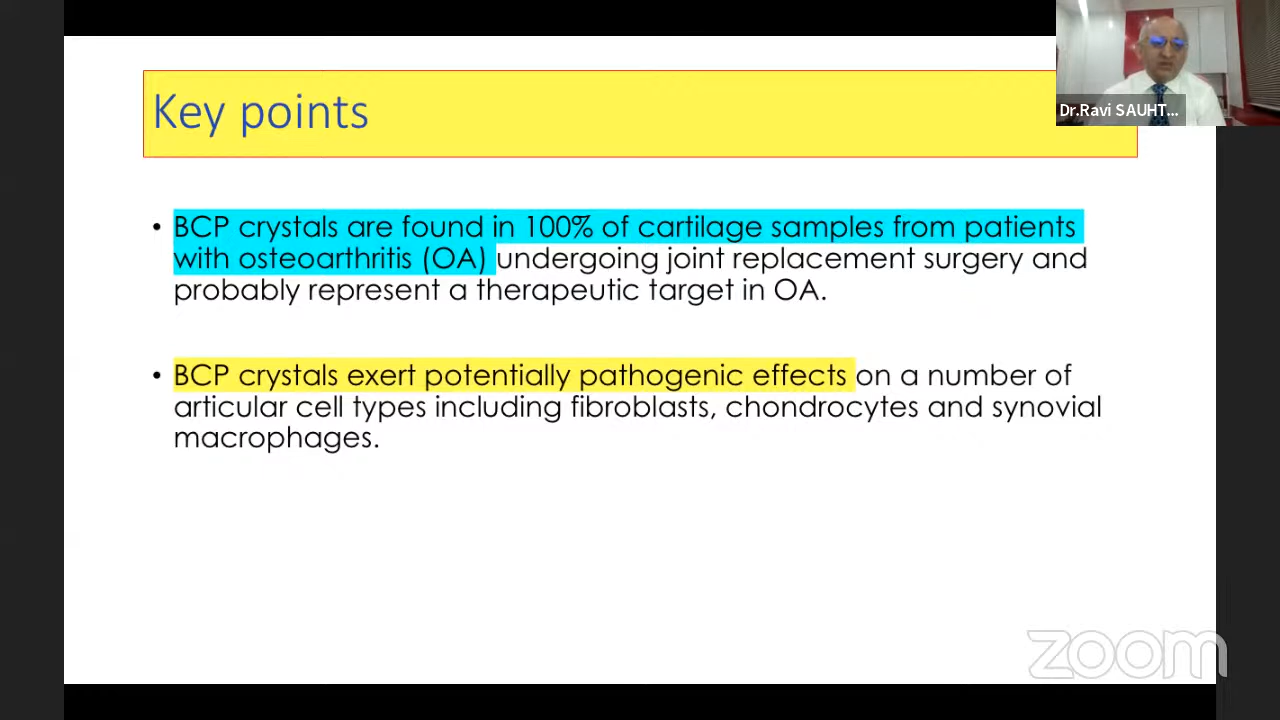 Key points
Dr.Ravi SAUHT...
• BCP crystals are found in 100% of cartilage samples from patients
with osteoarthritis (OA) undergoing joint replacement surgery and
probably represent a therapeutic target in OA.
• BCP crystals exert potentially pathogenic effects on a number of
articular cell types including fibroblasts, chondrocytes and synovial
macrophages.
zoom